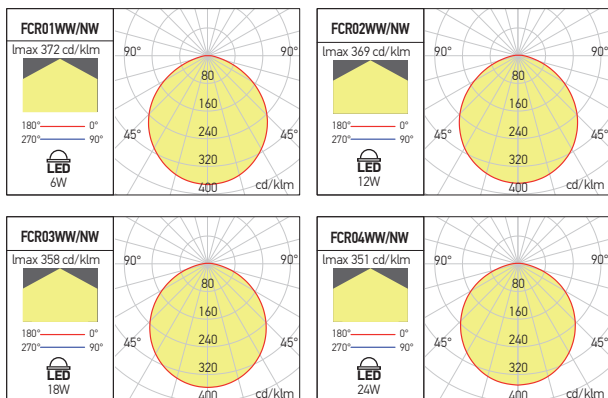 FCR01WW/NW
Imax 372 cd/klm
180° 0°
270° 90°
LED
6W
90° 90°
80
160
45° 240 45°
320
400 cd/klm
FCR02WW/NW
Imax 369 cd/klm
180° 0°
270° 90°
LED
12W
90° 90°
80
160
45° 240 45°
320
400 cd/klm
FCR03WW/NW
Imax 358 cd/klm
180° 0°
270° 90°
LED
18W
90° 90°
80
160
45° 240 45°
320
400 cd/klm
FCR04WW/NW
Imax 351 cd/klm
180° 0°
270° 90°
LED
24W
90° 90°
80
160
45° 240 45°
320
400 cd/klm